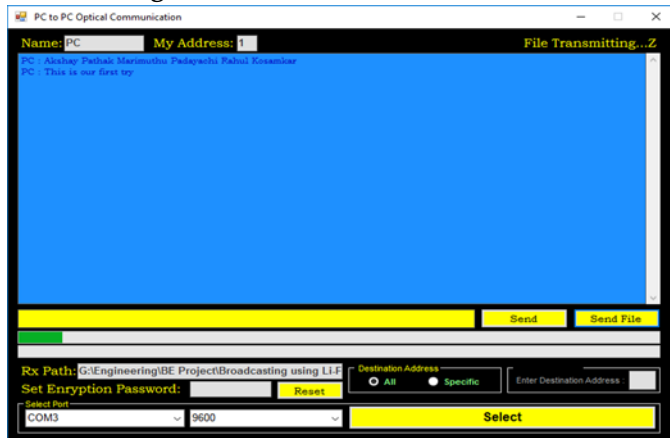 PC to PC Optical Communication
Name: PC My Address: 1 File Transmitting...Z
PC : Akshay Pathak Marimuthu Padayachi Rahul Kosamkar
PC : This is our first try
Send Send File
Rx Path: G:\Engineering\BE Project\Broadcasting using Li-F
Destination Address
All Specific
Enter Destination Address :
Set Enryption Password: Reset
Select Port
COM3 9600 Select